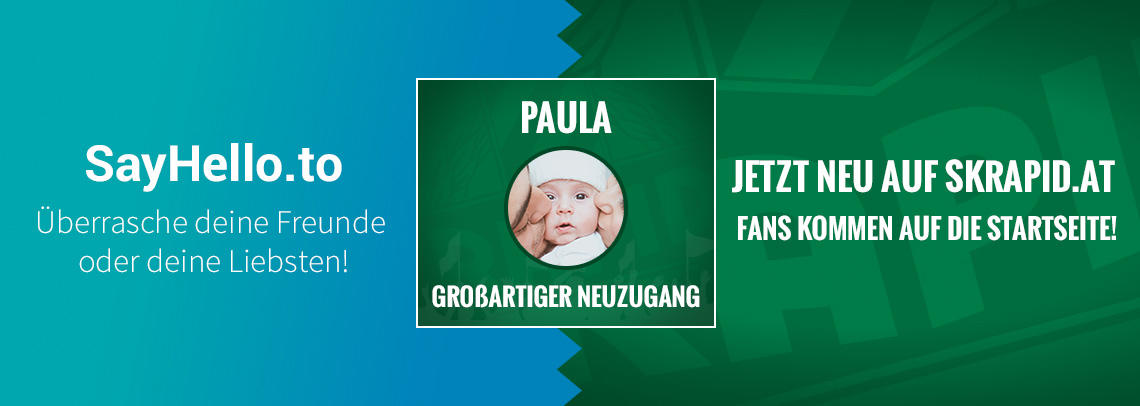 SayHello.to
Überrasche deine Freunde
oder deine Liebsten!
PAULA
GROẞARTIGER NEUZUGANG
JETZT NEU AUF SKRAPID.AT
FANS KOMMEN AUF DIE STARTSEITE!